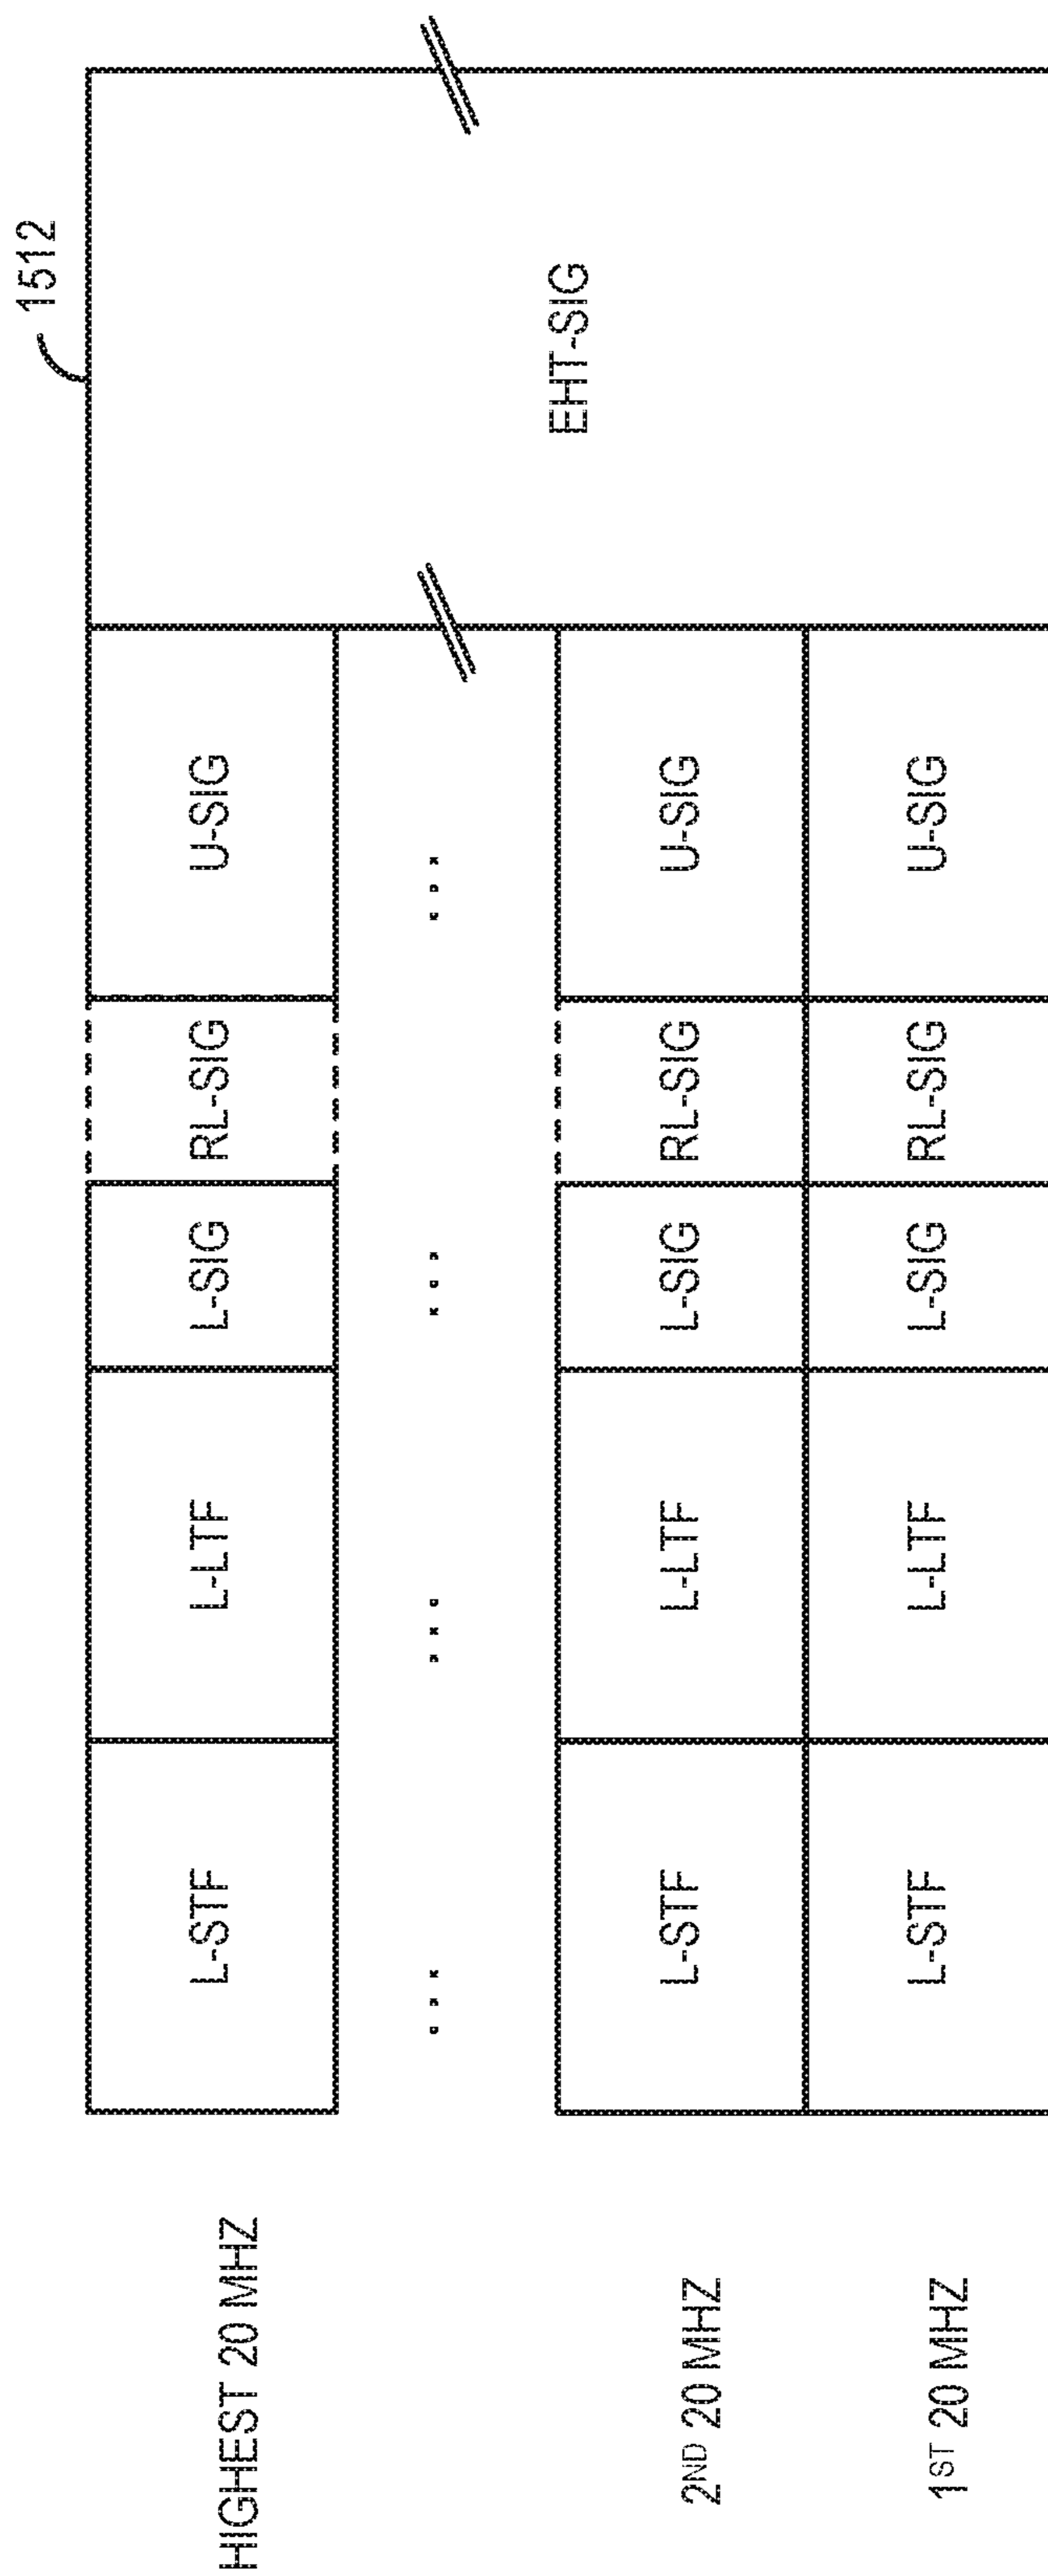 1512
HIGHEST 20 MHZ
L-STF
L-LTF
L-SIG
RL-SIG
U-SIG
EHT-SIG
2ND 20 MHZ
L-STF
L-LTF
L-SIG
RL-SIG
U-SIG
1ST 20 MHZ
L-STF
L-LTF
L-SIG
RL-SIG
U-SIG